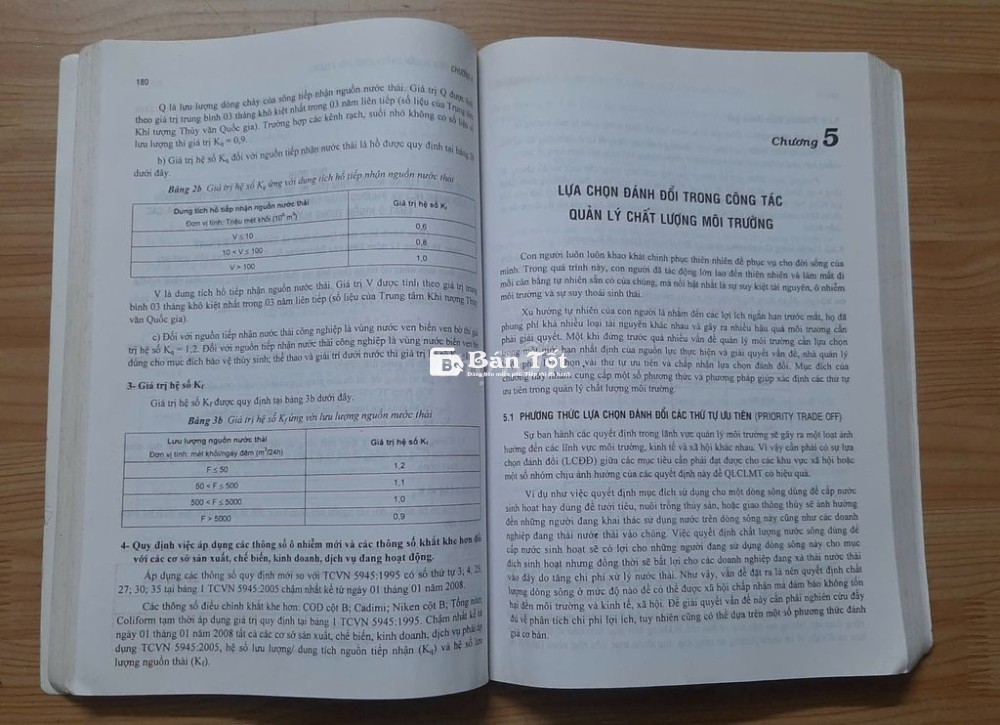 180
CHƯƠNG 4
Q là lưu lượng dòng chảy của sông tiếp nhận nguồn nước thải. Giá trị Q được
theo giá trị trung bình 03 tháng khô kiệt nhất trong 03 năm liên tiếp (số liệu của Trung tâm
Khí tượng Thủy văn Quốc gia). Trường hợp các kênh rạch, suối nhỏ không có số liệu
lưu lượng thì giá trị Kq = 0,9.
b) Giá trị hệ số Kq đối với nguồn tiếp nhận nước thải là hồ được quy định tại bảng
dưới đây.
Bảng 2b Giá trị hệ số Kq ứng với dung tích hồ tiếp nhận nguồn nước thải
Dung tích hồ tiếp nhận nguồn nước thải
Đơn vị tính: Triệu mét khối (10⁶ m³)
Giá trị hệ số Kf
V ≤ 10
0,6
10 < V ≤ 100
0,8
V > 100
1,0
V là dung tích hồ tiếp nhận nguồn nước thải. Giá trị V được tính theo giá trị trung
bình 03 tháng khô kiệt nhất trong 03 năm liên tiếp (số liệu của Trung tâm Khí tượng Thủy
văn Quốc gia).
c) Đối với nguồn tiếp nhận nước thải công nghiệp là vùng nước ven biển ven bờ thì giá
trị hệ số Kq = 1,2. Đối với nguồn tiếp nhận nước thải công nghiệp là vùng nước biển ven bờ
dùng cho mục đích bảo vệ thủy sinh, thể thao và giải trí dưới nước thì giá trị
3- Giá trị hệ số Kf
Giá trị hệ số Kf được quy định tại bảng 3b dưới đây.
Bảng 3b Giá trị hệ số Kf ứng với lưu lượng nguồn nước thải
Lưu lượng nguồn nước thải
Đơn vị tính: mét khối/ngày đêm (m³/24h)
Giá trị hệ số Kf
F ≤ 50
1,2
50 < F ≤ 500
1,1
500 < F ≤ 5000
1,0
F > 5000
0,9
4- Quy định việc áp dụng các thông số ô nhiễm mới và các thông số khắt khe hơn đối
với các cơ sở sản xuất, chế biến, kinh doanh, dịch vụ đang hoạt động.
Áp dụng các thông số quy định mới so với TCVN 5945:1995 có số thứ tự 3; 4, 25,
27; 30; 35 tại bảng 1 TCVN 5945:2005 chậm nhất kể từ ngày 01 tháng 01 năm 2008.
Các thông số điều chỉnh khắt khe hơn: COD cột B; Cadimi; Niken cột B; Tổng
Coliform tạm thời áp dụng giá trị quy định tại bảng 1 TCVN 5945:1995. Chậm nhất kể từ
ngày 01 tháng 01 năm 2008 tất cả các cơ sở sản xuất, chế biến, kinh doanh, dịch vụ phải áp
dụng TCVN 5945:2005, hệ số lưu lượng/ dung tích nguồn tiếp nhận (Kq) và hệ số lưu
lượng nguồn thải (Kf).
Chương 5
LỰA CHỌN ĐÁNH ĐỔI TRONG CÔNG TÁC
QUẢN LÝ CHẤT LƯỢNG MÔI TRƯỜNG
Con người luôn luôn khao khát chinh phục thiên nhiên để phục vụ cho đời sống của
mình. Trong quá trình này, con người đã tác động lớn lao đến thiên nhiên và làm mất đi
mối cân bằng tự nhiên sẵn có của chúng, mà nổi bật nhất là sự suy kiệt tài nguyên, ô nhiễm
môi trường và sự suy thoái sinh thái.
Xu hướng tự nhiên của con người là nhắm đến các lợi ích ngắn hạn trước mắt, họ đã
phung phí khá nhiều loại tài nguyên khác nhau và gây ra nhiều hậu quả môi trường cần
phải giải quyết. Một khi đứng trước quá nhiều vấn đề quản lý môi trường cần lựa chọn
hạn nhất định của nguồn lực thực hiện và giải quyết vấn đề, nhà quản lý
chọn vài thứ tự ưu tiên và chấp nhận lựa chọn đánh đổi. Mục đích của
chương này nhằm cung cấp một số phương thức và phương pháp giúp xác định các thứ tự
ưu tiên trong quản lý chất lượng môi trường.
Bán Tốt
Đăng bán miễn phí
5.1 PHƯƠNG THỨC LỰA CHỌN ĐÁNH ĐỔI CÁC THỨ TỰ ƯU TIÊN (PRIORITY TRADE OFF)
Sự ban hành các quyết định trong lãnh vực quản lý môi trường sẽ gây ra một loạt ảnh
hưởng đến các lĩnh vực môi trường, kinh tế và xã hội khác nhau. Vì vậy cần phải có sự lựa
chọn đánh đổi (LCĐĐ) giữa các mục tiêu cần phải đạt được cho các khu vực xã hội hoặc
một số nhóm chịu ảnh hưởng của các quyết định này để QLCLMT có hiệu quả.
Ví dụ như việc quyết định mục đích sử dụng cho một dòng sông dùng để cấp nước
sinh hoạt hay dùng để tưới tiêu, nuôi trồng thủy sản, hoặc giao thông thủy sẽ ảnh hưởng
đến những người đang khai thác sử dụng nước trên dòng sông này cũng như các doanh
nghiệp đang thải nước thải vào chúng. Việc quyết định chất lượng nước sông dùng để
cấp nước sinh hoạt sẽ có lợi cho những người đang sử dụng dòng sông này cho mục
đích sinh hoạt nhưng đồng thời sẽ bất lợi cho các doanh nghiệp đang xả thải nước thải
vào đây do tăng chi phí xử lý nước thải. Như vậy, vấn đề đặt ra là nên quyết định chất
lượng dòng sông ở mức độ nào để có thể được xã hội chấp nhận mà đảm bảo không tổn
hại đến môi trường và kinh tế, xã hội. Để giải quyết vấn đề này cần phải nghiên cứu đầy
đủ về phân tích chi phí lợi ích, tuy nhiên cũng có thể dựa trên một số phương thức đánh
giá cơ bản.